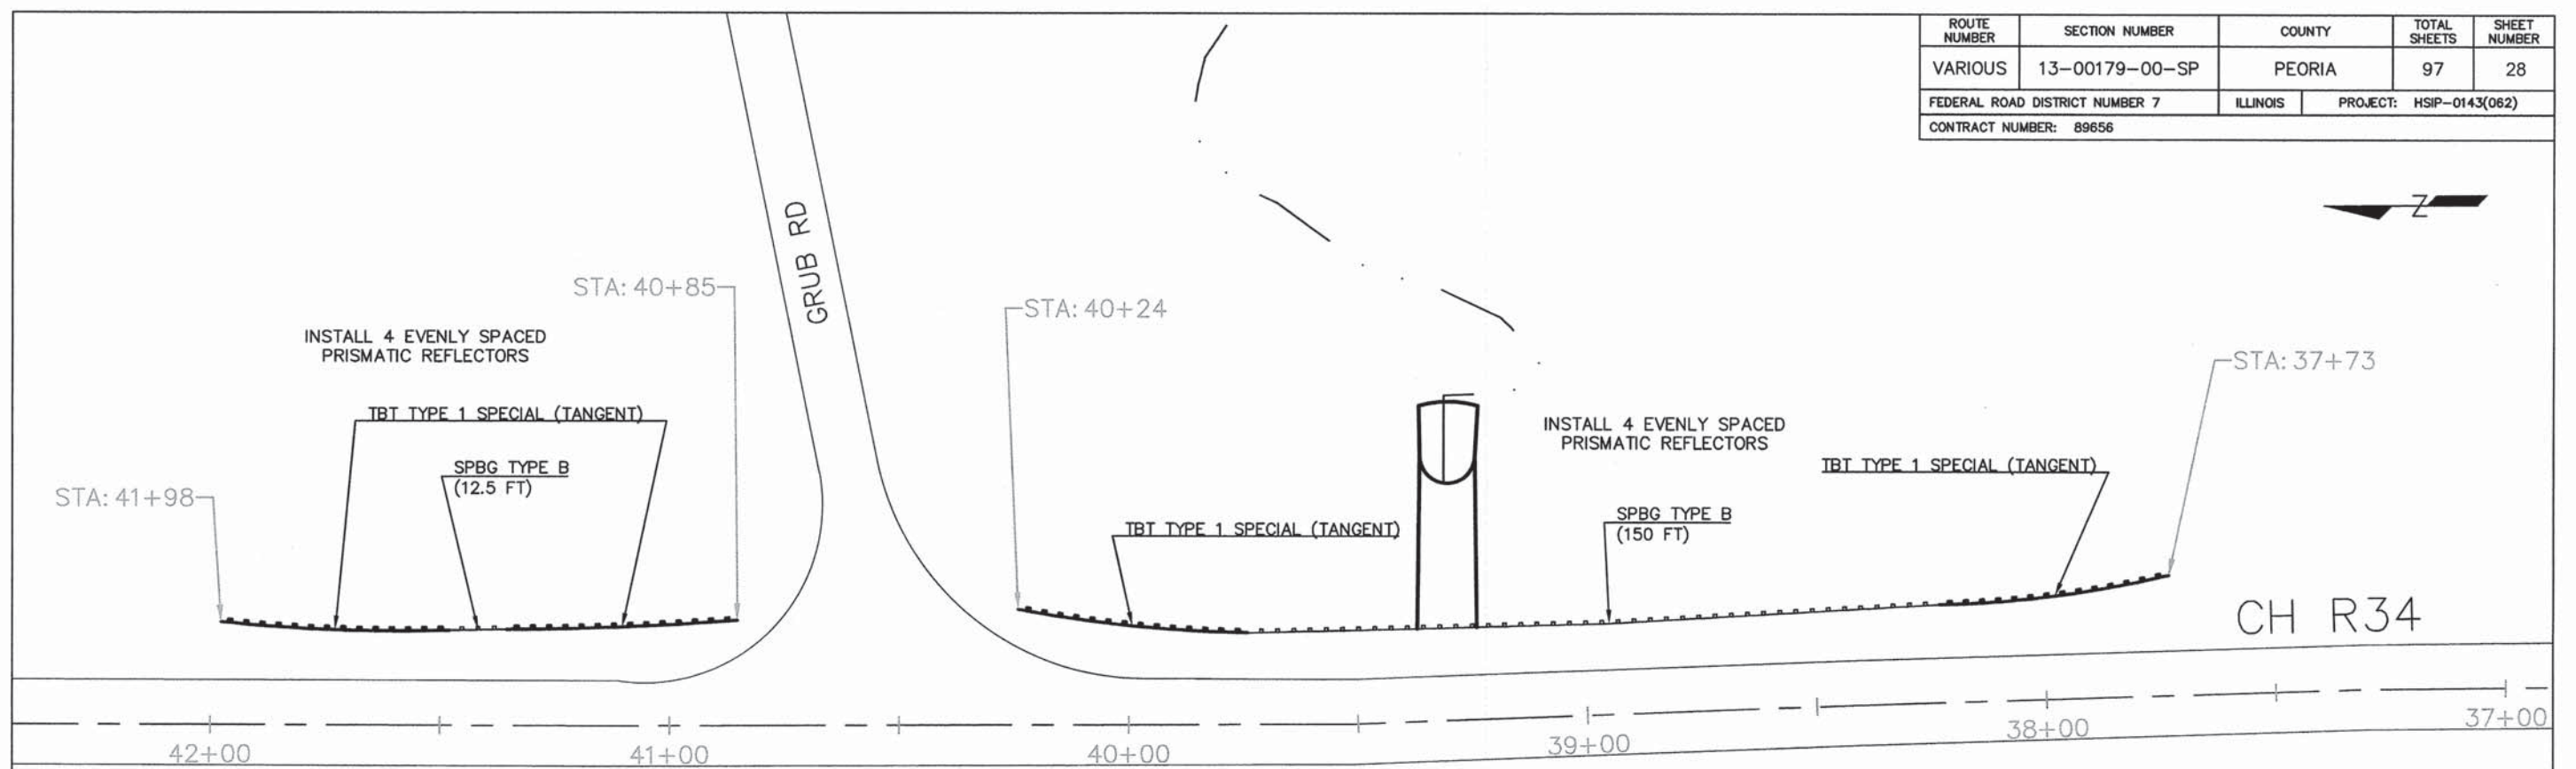 ROUTE NUMBER
SECTION NUMBER
COUNTY
TOTAL SHEETS
SHEET NUMBER
VARIOUS
13-00179-00-SP
PEORIA
97
28
FEDERAL ROAD DISTRICT NUMBER 7
ILLINOIS
PROJECT: HSIP-0143(062)
CONTRACT NUMBER: 89656
Z
GRUB RD
STA: 40+85
STA: 40+24
INSTALL 4 EVENLY SPACED
PRISMATIC REFLECTORS
STA: 37+73
TBT TYPE 1 SPECIAL (TANGENT)
INSTALL 4 EVENLY SPACED
PRISMATIC REFLECTORS
SPBG TYPE B
(12.5 FT)
TBT TYPE 1 SPECIAL (TANGENT)
STA: 41+98
SPBG TYPE B
(150 FT)
TBT TYPE 1 SPECIAL (TANGENT)
CH R34
42+00
41+00
40+00
39+00
38+00
37+00